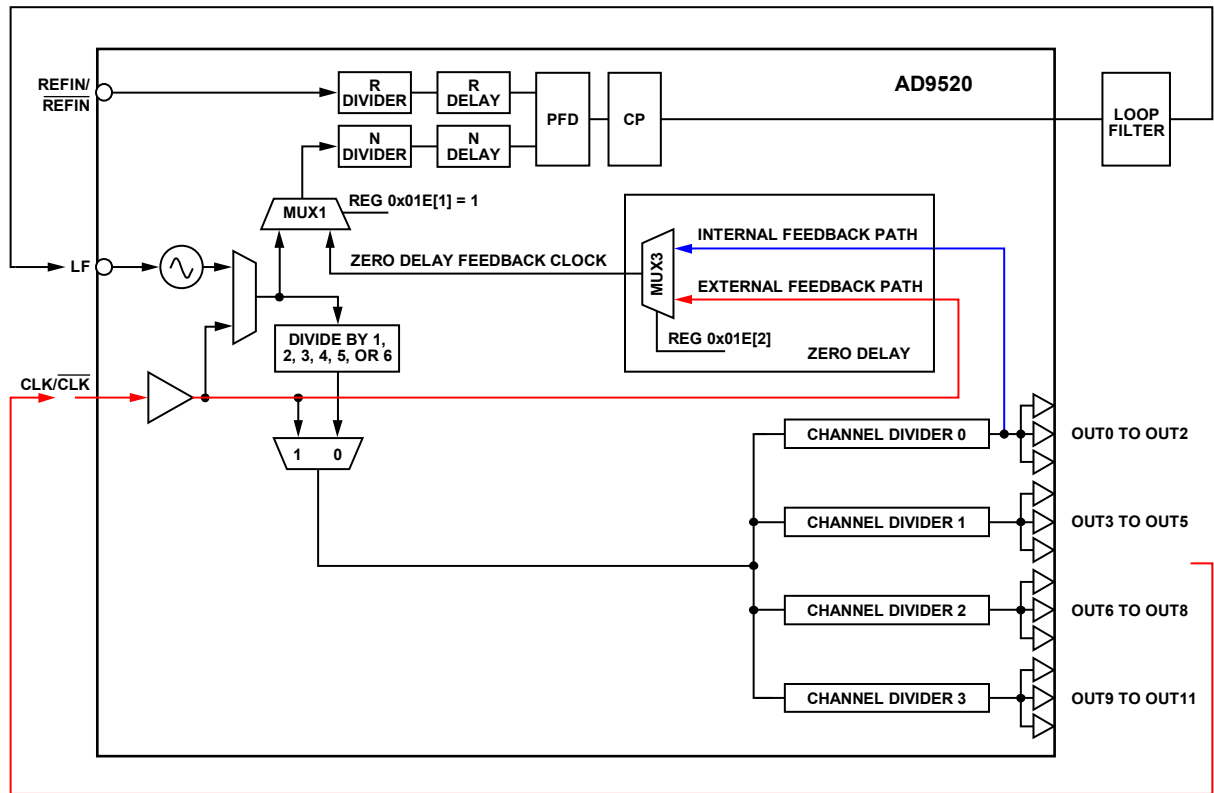 AD9520
REFIN/
REFIN
R
DIVIDER
R
DELAY
PFD
CP
LOOP
FILTER
N
DIVIDER
N
DELAY
REG 0x01E[1] = 1
MUX1
INTERNAL FEEDBACK PATH
ZERO DELAY FEEDBACK CLOCK
MUX3
EXTERNAL FEEDBACK PATH
LF
REG 0x01E[2]
ZERO DELAY
DIVIDE BY 1,
2, 3, 4, 5, OR 6
CLK/CLK
1 0
CHANNEL DIVIDER 0
OUT0 TO OUT2
CHANNEL DIVIDER 1
OUT3 TO OUT5
CHANNEL DIVIDER 2
OUT6 TO OUT8
CHANNEL DIVIDER 3
OUT9 TO OUT11